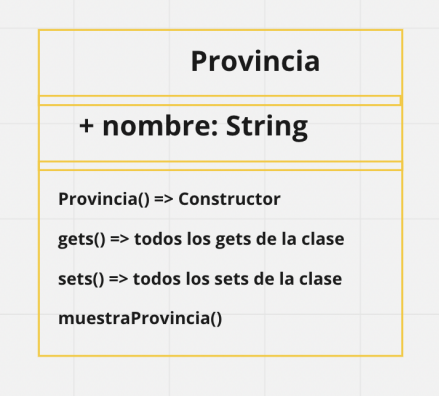 Provincia
+ nombre: String
Provincia() => Constructor
gets() => todos los gets de la clase
sets() => todos los sets de la clase
muestraProvincia()